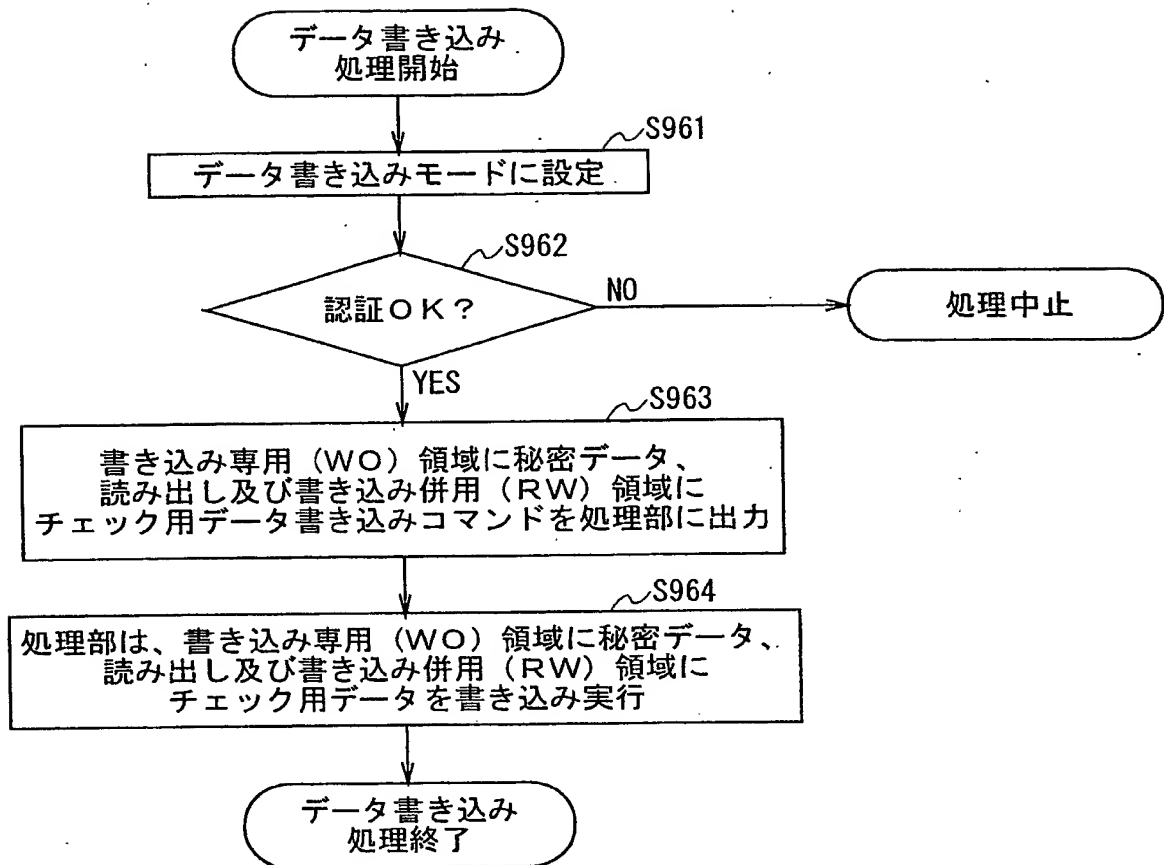 データ書き込み
処理開始
S961
データ書き込みモードに設定
S962
認証OK?
NO
処理中止
YES
S963
書き込み専用(WO)領域に秘密データ、
読み出し及び書き込み併用(RW)領域に
チェック用データ書き込みコマンドを処理部に出力
S964
処理部は、書き込み専用(WO)領域に秘密データ、
読み出し及び書き込み併用(RW)領域に
チェック用データを書き込み実行
データ書き込み
処理終了